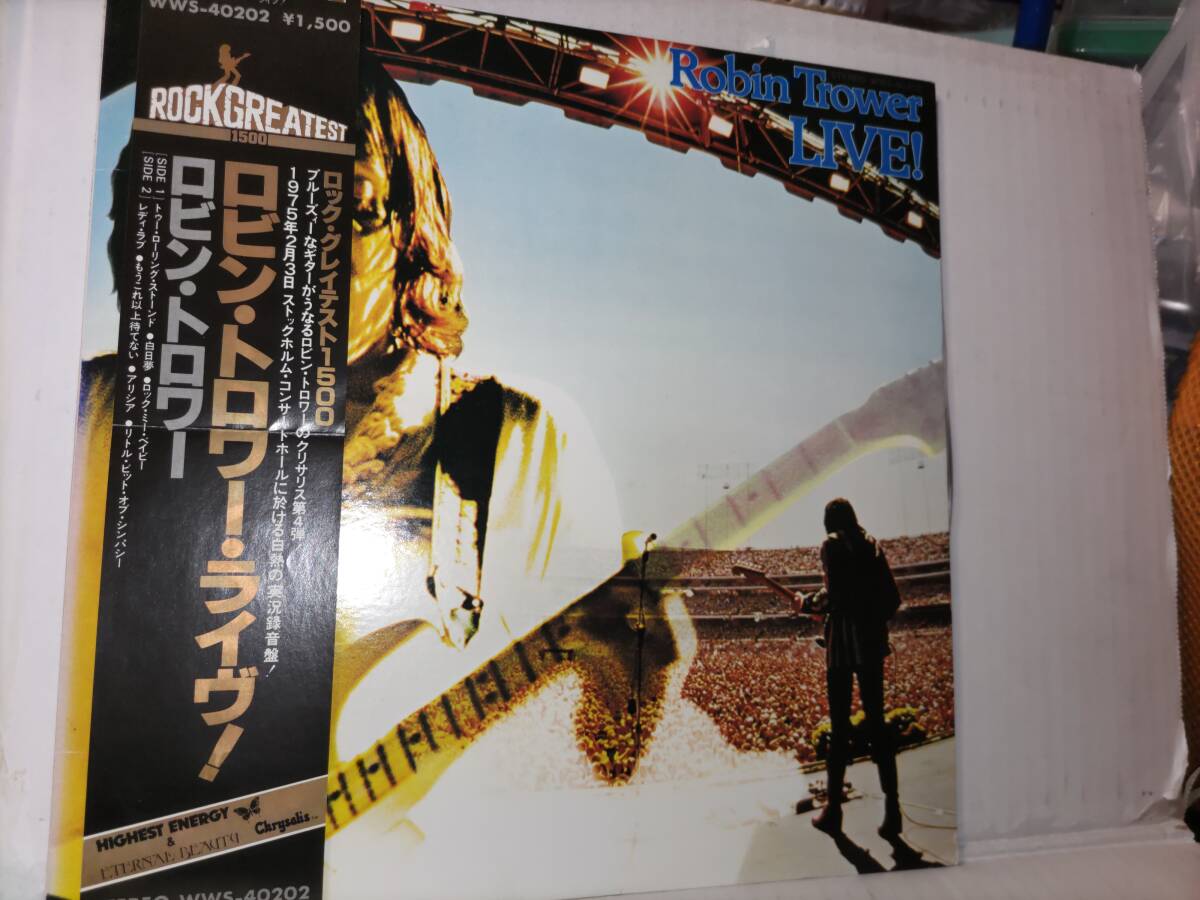 WWS-40202 ¥1,500
ROCKGREATEST
1500
ロック・グレイテスト1500
ブルーズィーなギターがうなるロビン・トロワーのクリサリス第4弾
1975年2月3日 ストックホルム・コンサートホールに於ける白熱の実況録音盤!
ロビン・トロワー・ライヴ!
ロビン・トロワー
[SIDE 1] トゥー・ローリング・ストーンド ●白日夢 ●ロック・ミー・ベイビー
[SIDE 2] レディ・ラブ ●もうこれ以上待てない ●アリシア ●リトル・ビット・オブ・シンパシー
HIGHEST ENERGY
&
ETERNAL BEAUTY
Chrysalis
WWS-40202
Robin Trower
LIVE!